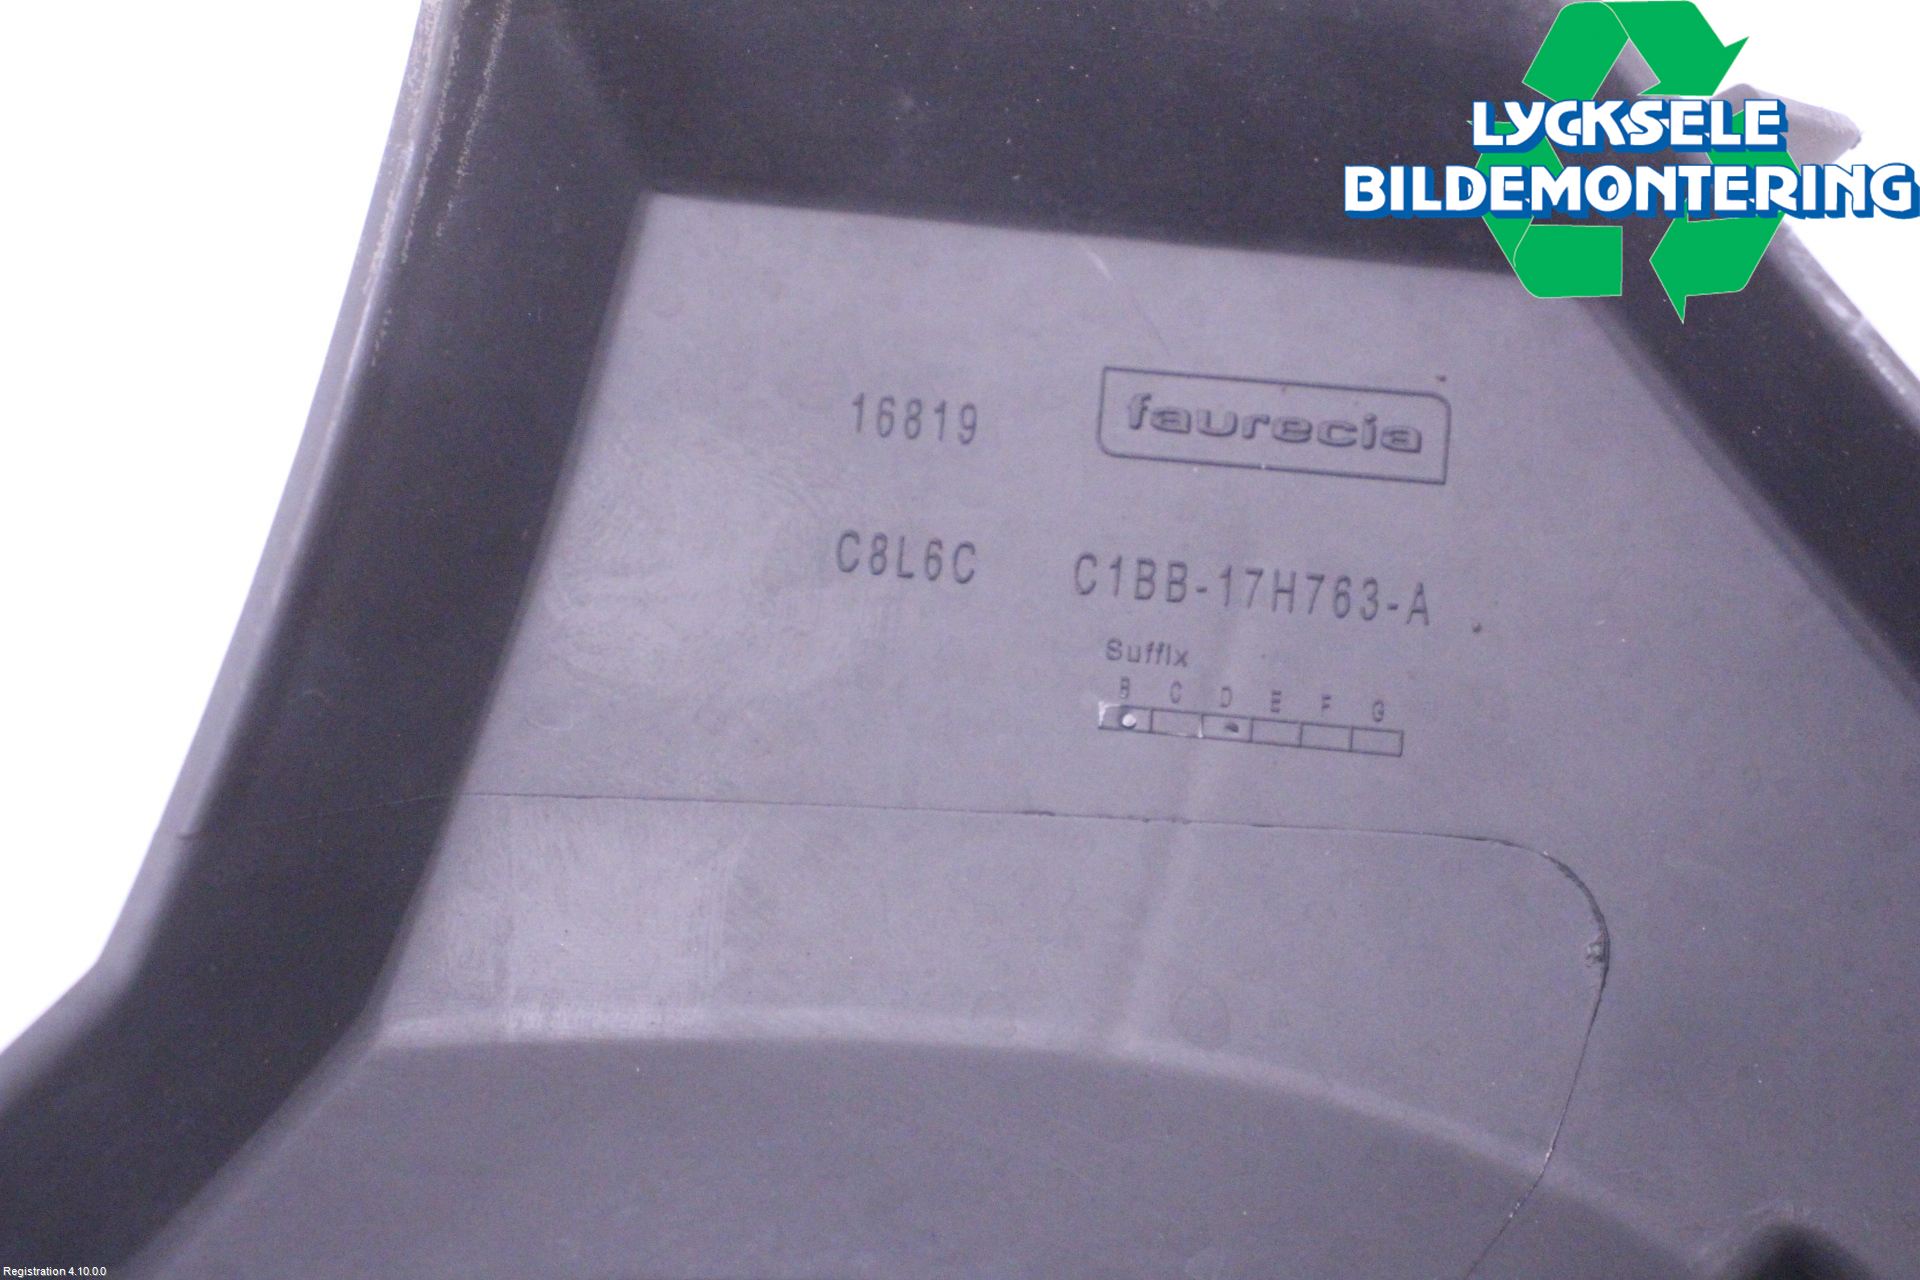 LYCKSELE
BILDEMONTERING
16819
faurecia
C8L6C
C1BB-17H763-A
Suffix
B C D E F G
Registration 4.10.0.0